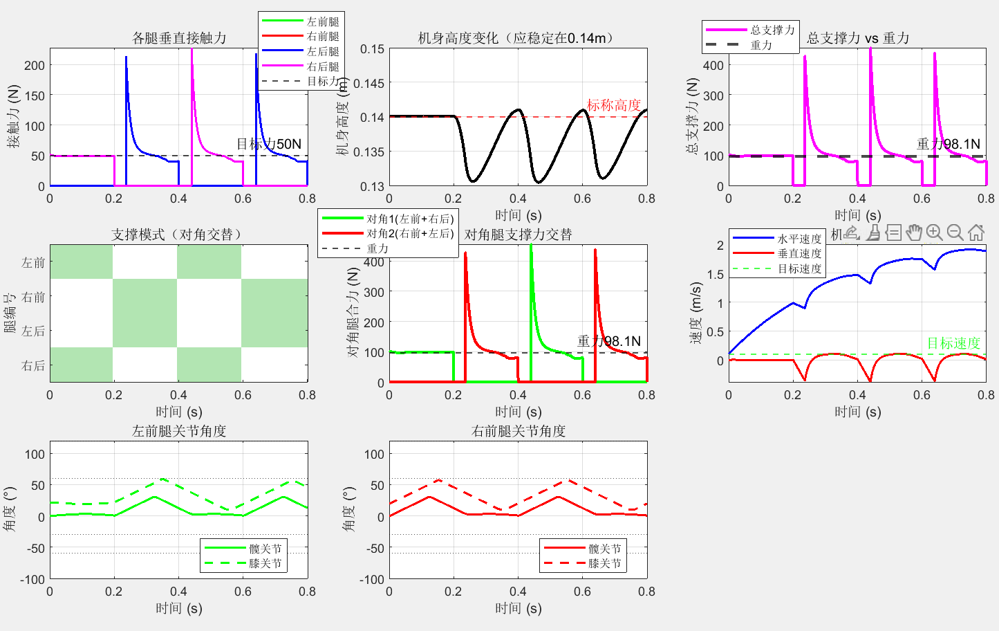 各腿垂直接触力
左前腿
右前腿
左后腿
右后腿
目标力
接触力 (N)
200
150
100
50
0
目标力50N
0
0.2
0.4
0.6
0.8
机身高度变化（应稳定在0.14m）
机身高度 (m)
0.15
0.145
0.14
0.135
0.13
标称高度
0
0.2
0.4
0.6
0.8
时间 (s)
总支撑力 vs 重力
总支撑力
重力
总支撑力 (N)
400
300
200
100
0
重力98.1N
0
0.2
0.4
0.6
0.8
时间 (s)
支撑模式（对角交替）
腿编号
左前
右前
左后
右后
0
0.2
0.4
0.6
0.8
时间 (s)
对角腿支撑力交替
对角1(左前+右后)
对角2(右前+左后)
重力
对角腿合力 (N)
400
300
200
100
0
重力98.1N
0
0.2
0.4
0.6
0.8
时间 (s)
机
水平速度
垂直速度
目标速度
速度 (m/s)
2
1.5
1
0.5
0
目标速度
0
0.2
0.4
0.6
0.8
时间 (s)
左前腿关节角度
角度 (°)
100
50
0
-50
-100
髋关节
膝关节
0
0.2
0.4
0.6
0.8
时间 (s)
右前腿关节角度
角度 (°)
100
50
0
-50
-100
髋关节
膝关节
0
0.2
0.4
0.6
0.8
时间 (s)